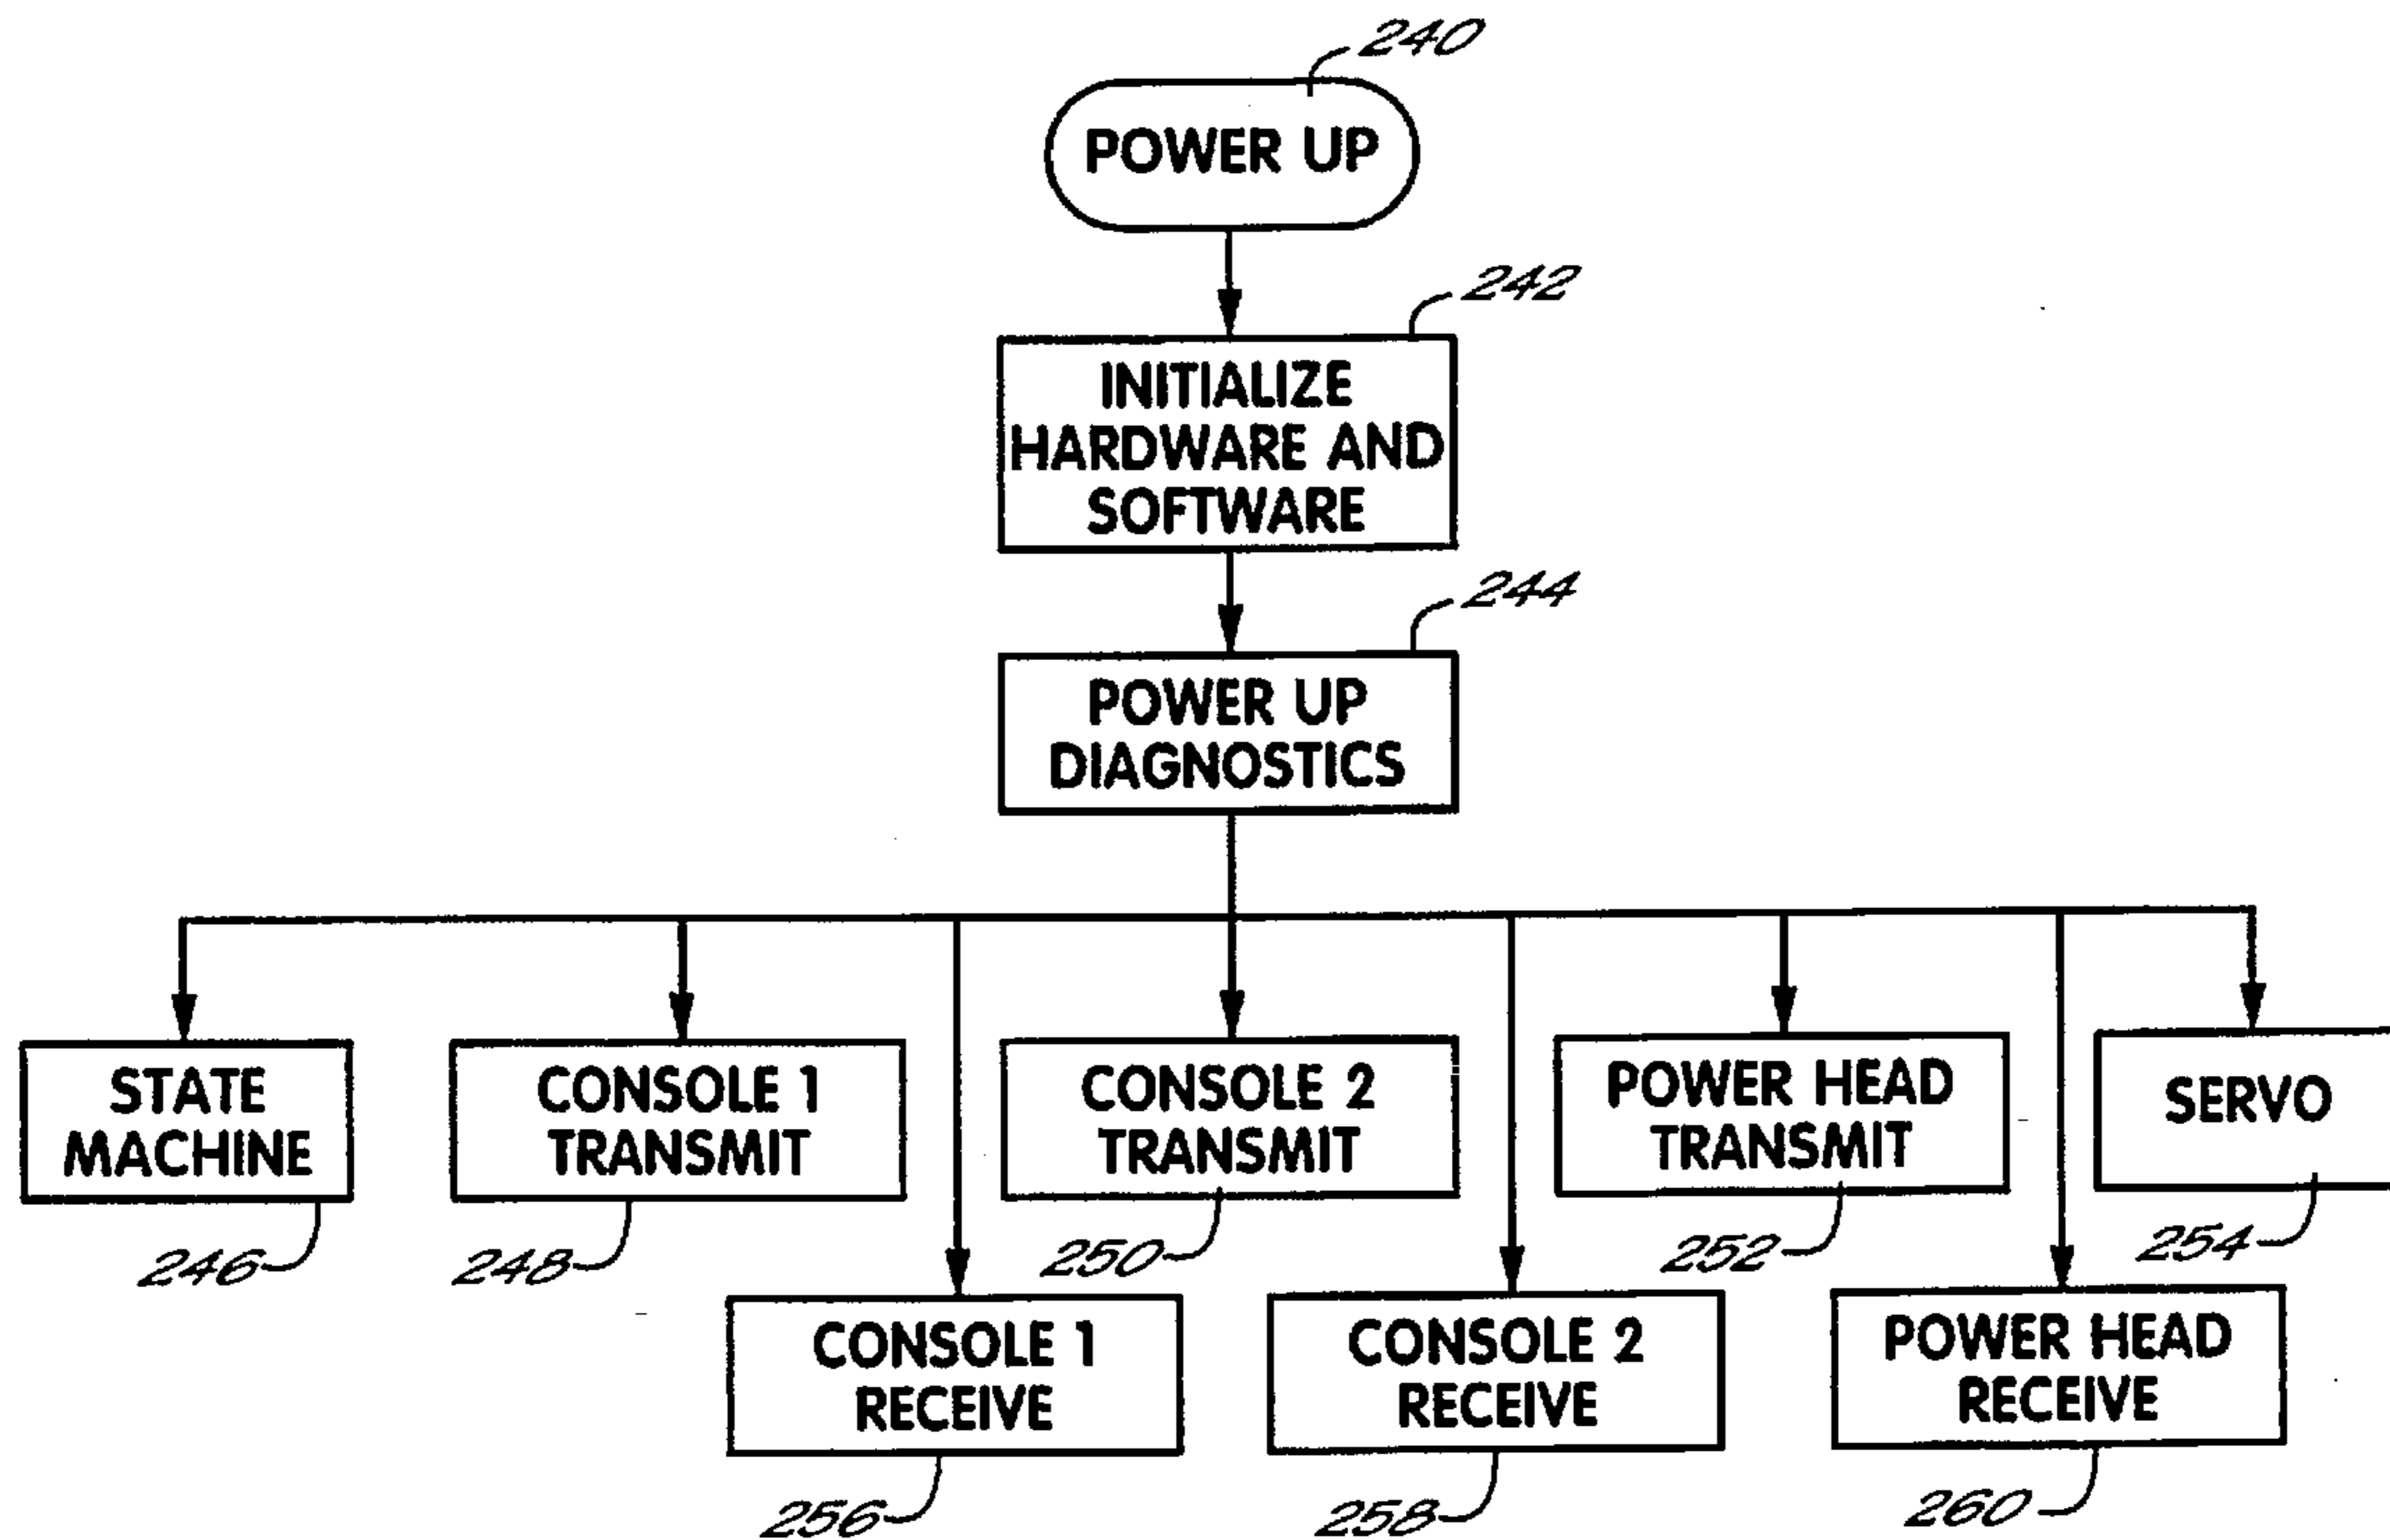 240
POWER UP
242
INITIALIZE
HARDWARE AND
SOFTWARE
244
POWER UP
DIAGNOSTICS
STATE
MACHINE
246
CONSOLE 1
TRANSMIT
248
CONSOLE 2
TRANSMIT
250
POWER HEAD
TRANSMIT
252
SERVO
254
CONSOLE 1
RECEIVE
256
CONSOLE 2
RECEIVE
258
POWER HEAD
RECEIVE
260